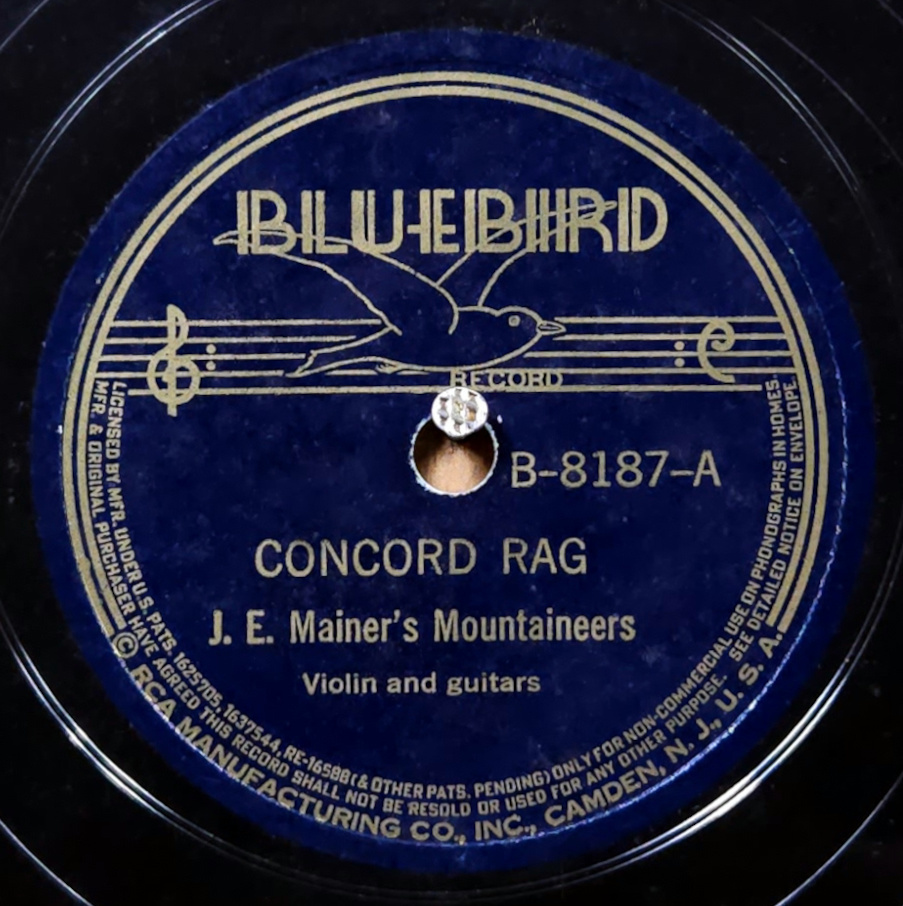 BLUEBIRD
RECORD
B-8187-A
CONCORD RAG
J. E. Mainer's Mountaineers
Violin and guitars
LICENSED BY MFR. UNDER U.S. PATS. 1625705, 1637544, RE-16588 (& OTHER PATS. PENDING) ONLY FOR NON-COMMERCIAL USE ON PHONOGRAPHS IN HOMES.
MFR. & ORIGINAL PURCHASER HAVE AGREED THIS RECORD SHALL NOT BE RESOLD OR USED FOR ANY OTHER PURPOSE. SEE DETAILED NOTICE ON ENVELOPE.
© RCA MANUFACTURING CO., INC., CAMDEN, N. J., U. S. A.